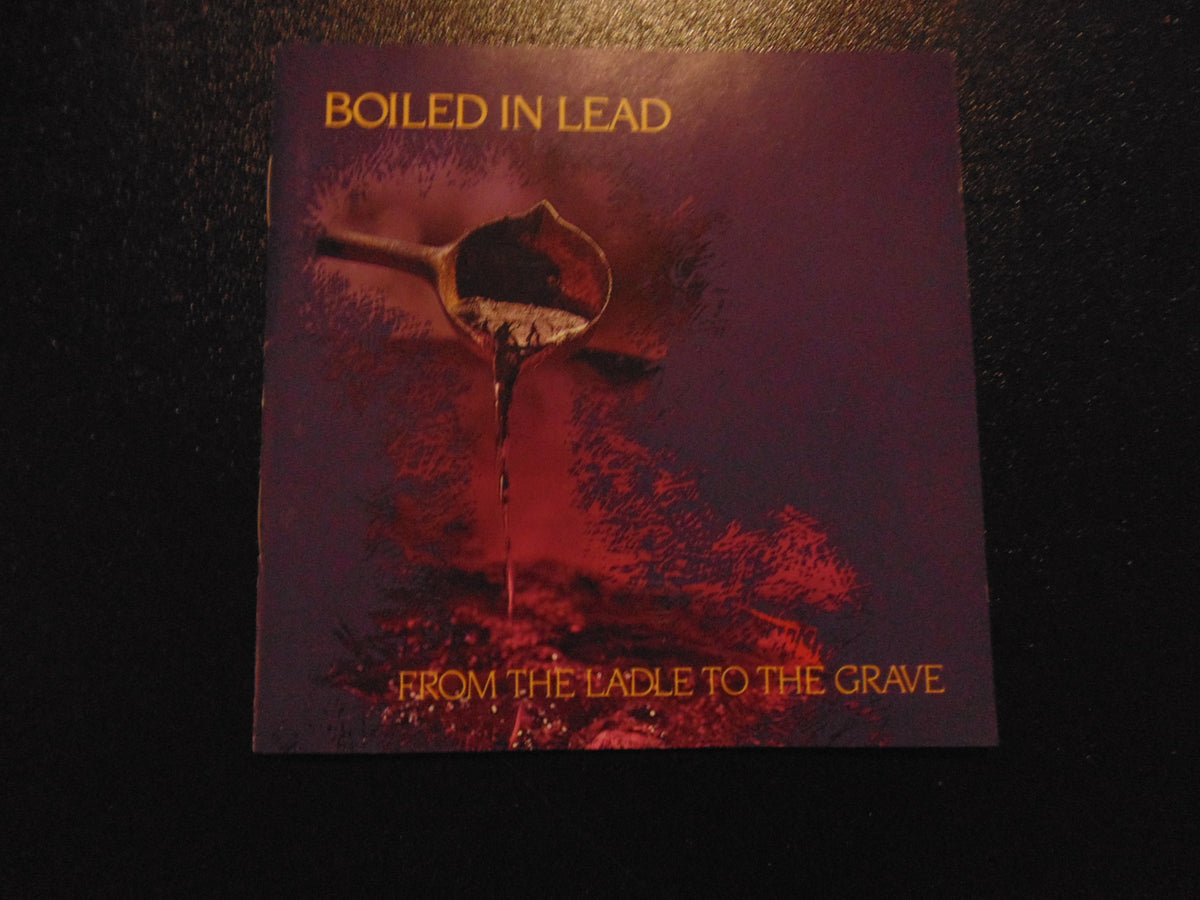 BOILED IN LEAD
FROM THE LADLE TO THE GRAVE